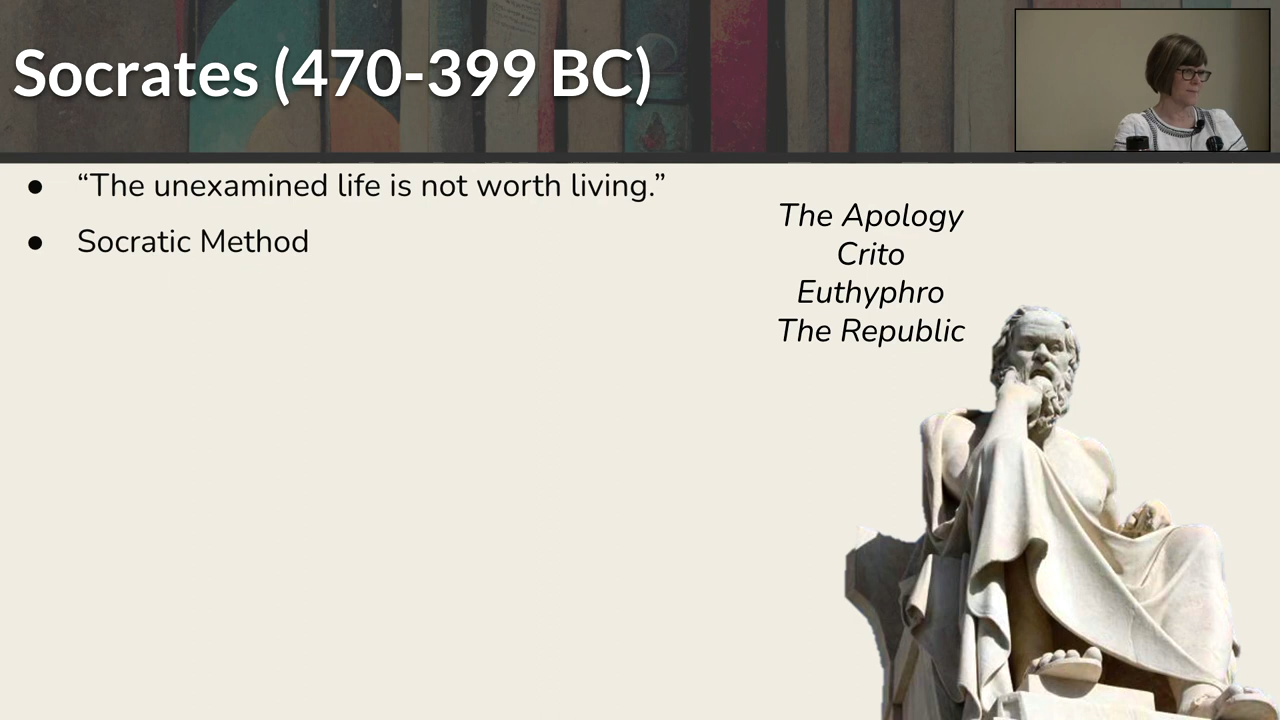 Socrates (470-399 BC)
● “The unexamined life is not worth living.”
● Socratic Method
The Apology
Crito
Euthyphro
The Republic